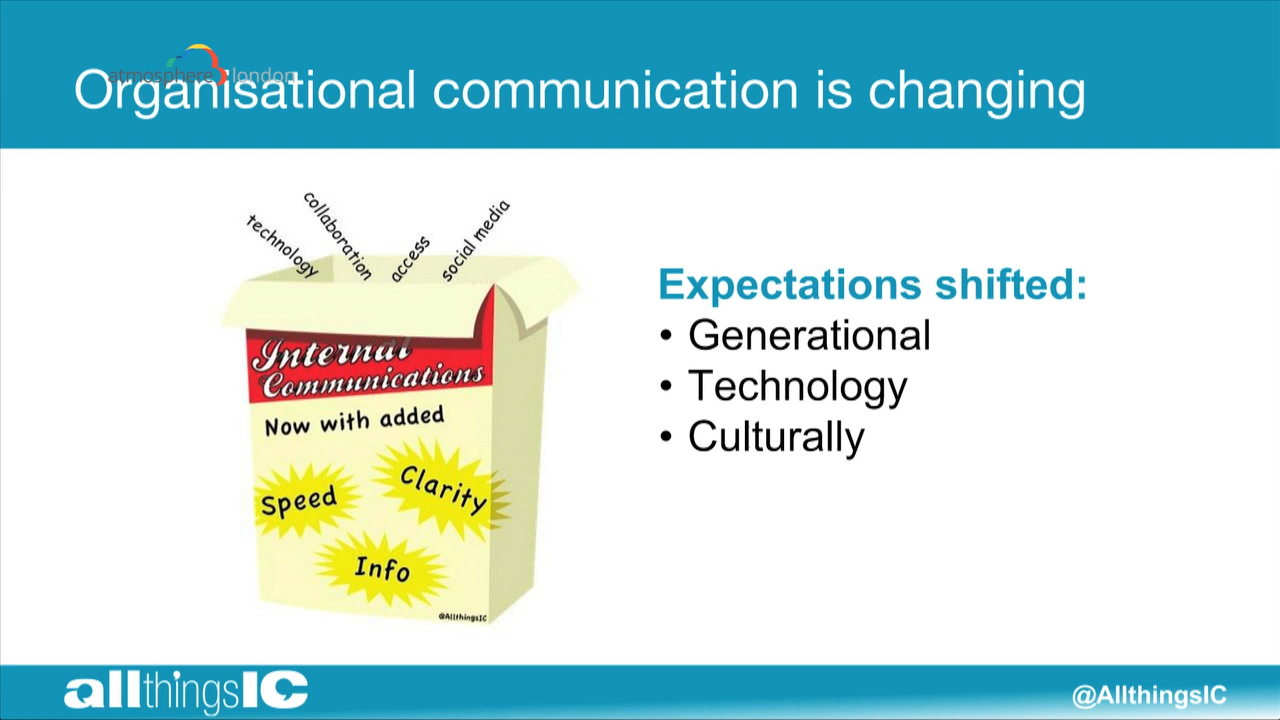 Organisational communication is changing
atmosphere london
technology
collaboration
access
social media
Internal
Communications
Now with added
Speed
Clarity
Info
@AllthingsIC
Expectations shifted:
• Generational
• Technology
• Culturally
allthingsIC
@AllthingsIC